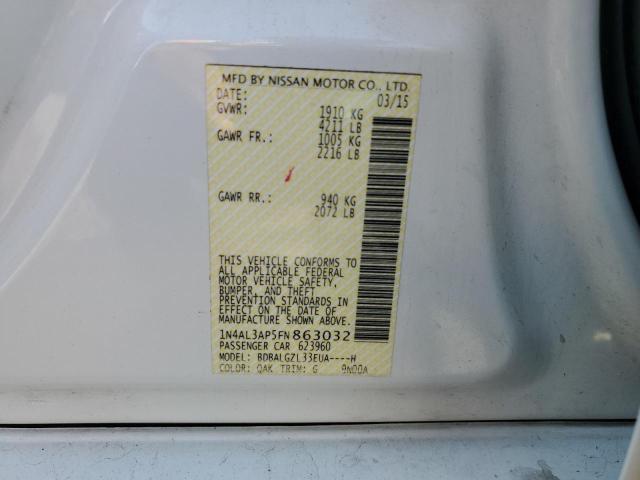 MFD BY NISSAN MOTOR CO., LTD.
DATE: 03/15
GVWR: 1910 KG
4211 LB
GAWR FR.: 1005 KG
2216 LB
GAWR RR.: 940 KG
2072 LB
THIS VEHICLE CONFORMS TO
ALL APPLICABLE FEDERAL
MOTOR VEHICLE SAFETY,
BUMPER, AND THEFT
PREVENTION STANDARDS IN
EFFECT ON THE DATE OF
MANUFACTURE SHOWN ABOVE.
1N4AL3AP5FN863032
PASSENGER CAR 623960
MODEL: BDBALGZL33EUA----H
COLOR: QAK TRIM: G 9N00A